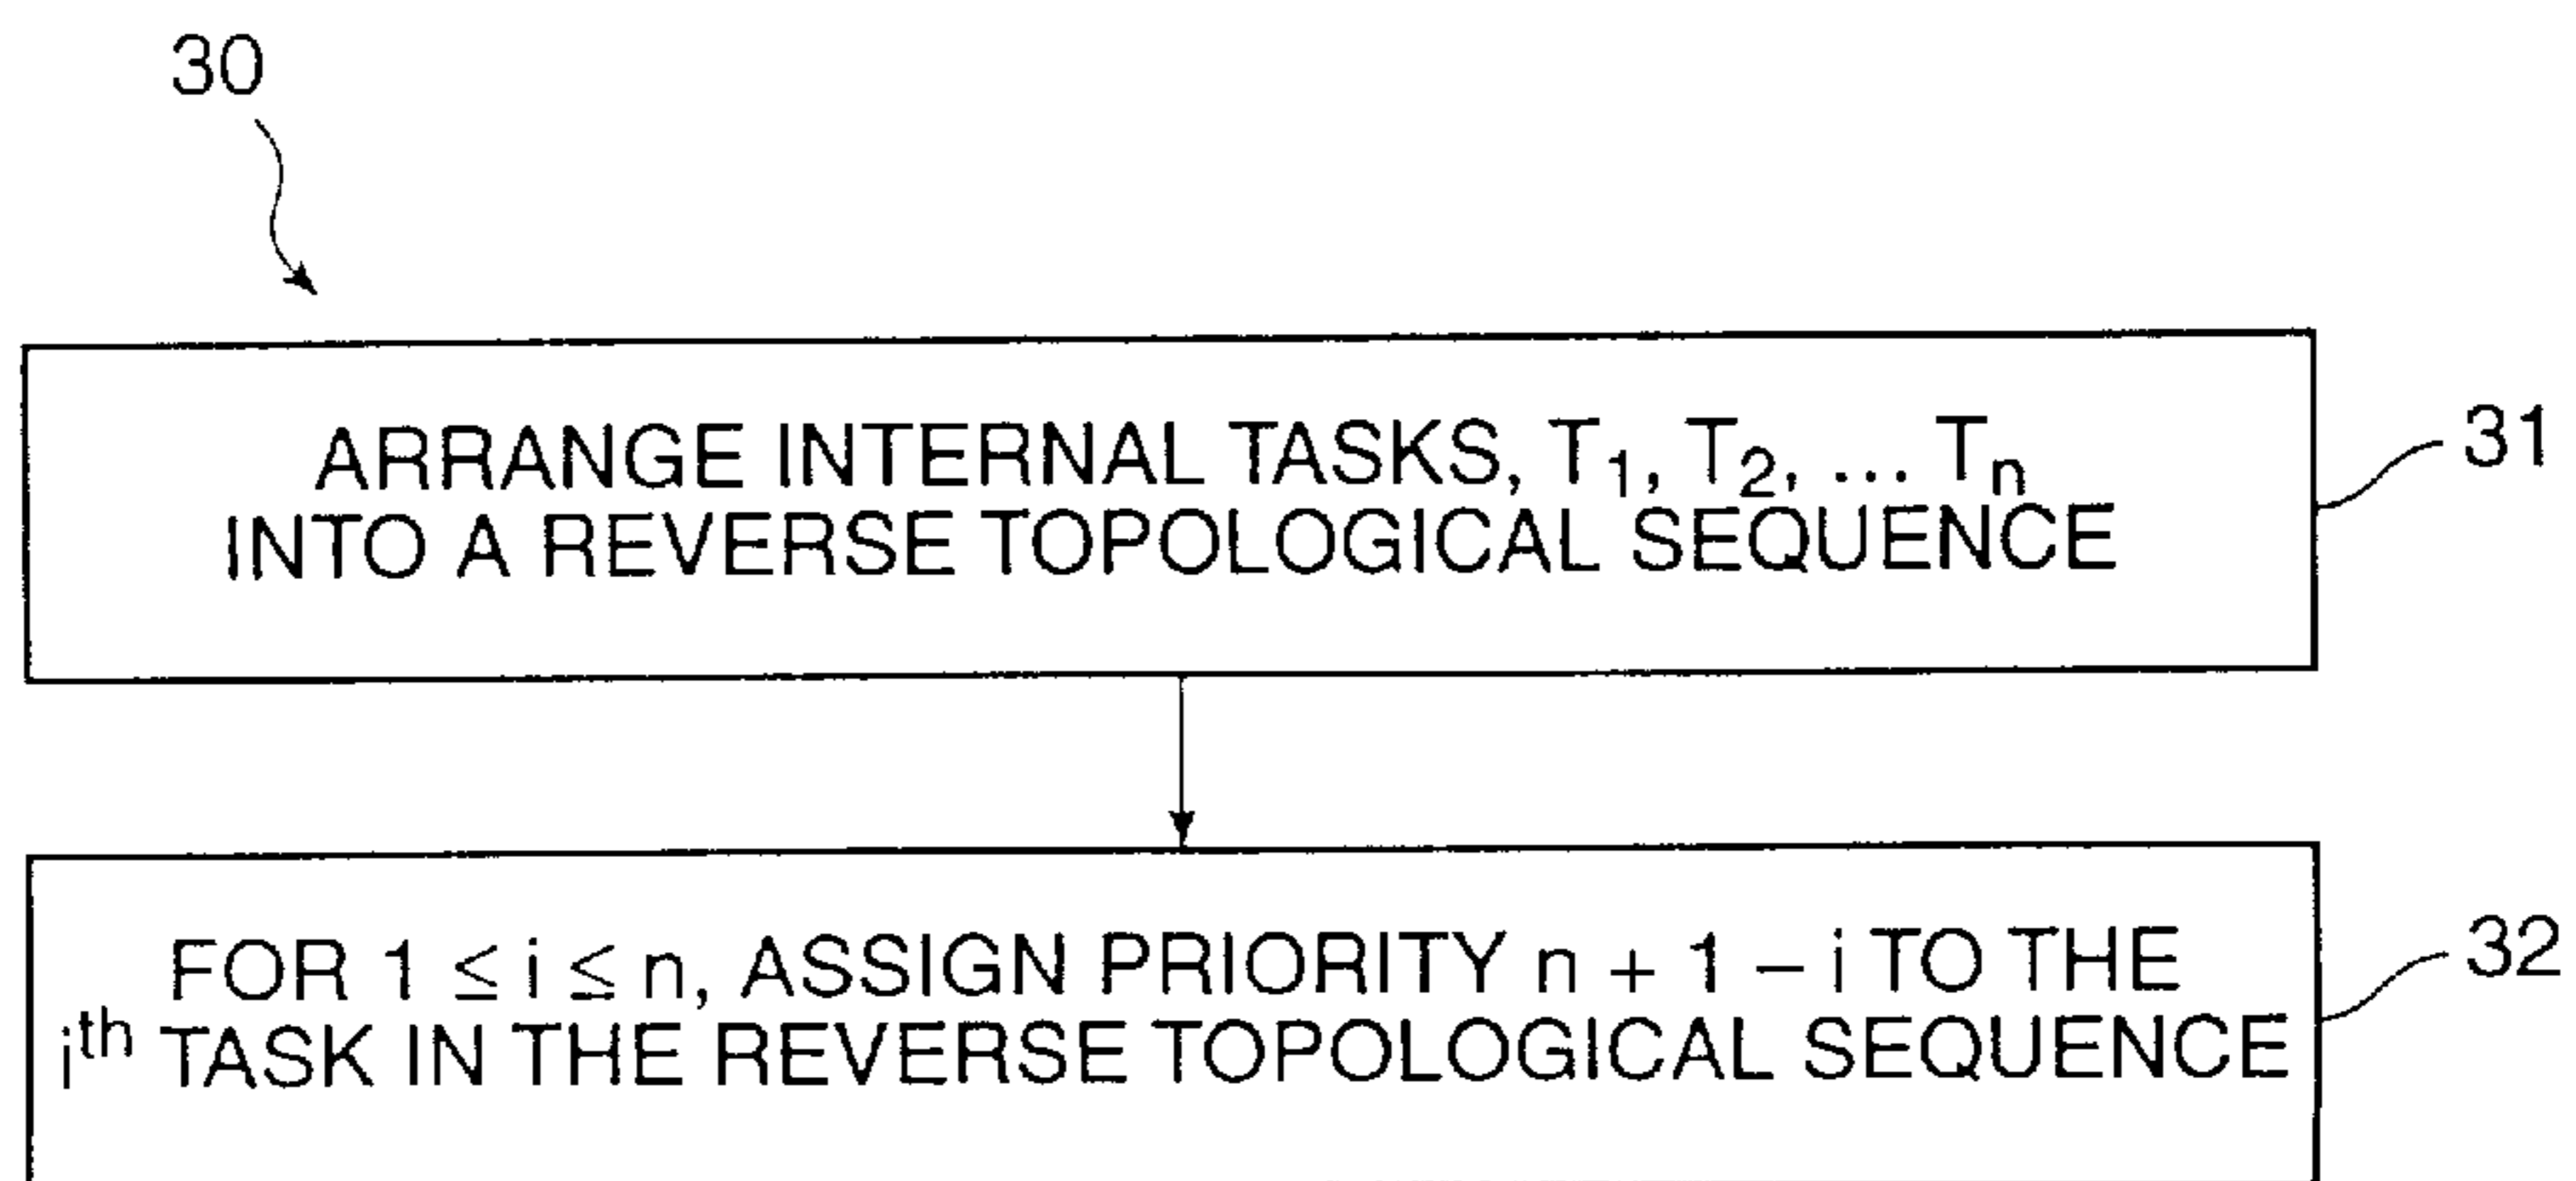 30
ARRANGE INTERNAL TASKS, T₁, T₂, ... Tₙ
INTO A REVERSE TOPOLOGICAL SEQUENCE
31
FOR 1 ≤ i ≤ n, ASSIGN PRIORITY n + 1 – i TO THE
iᵗʰ TASK IN THE REVERSE TOPOLOGICAL SEQUENCE
32